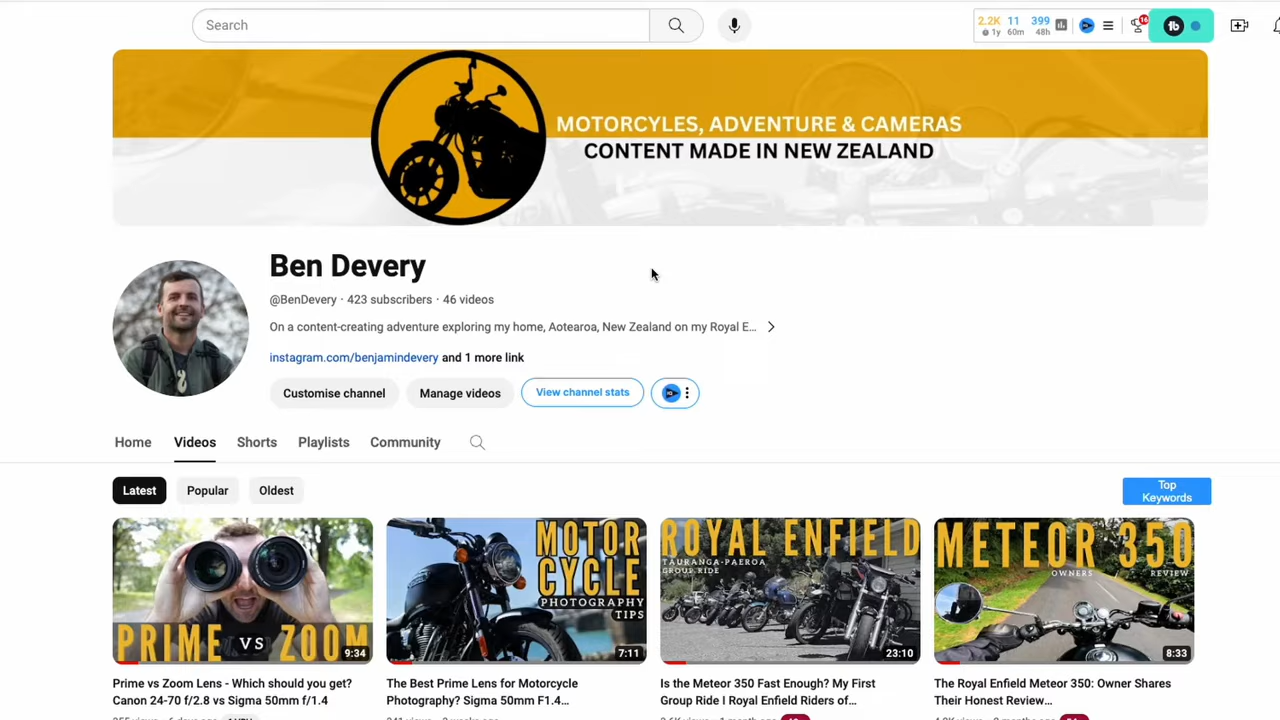 Search
2.2K 11 399
1y 60m 48h
16
MOTORCYLES, ADVENTURE & CAMERAS
CONTENT MADE IN NEW ZEALAND
Ben Devery
@BenDevery · 423 subscribers · 46 videos
On a content-creating adventure exploring my home, Aotearoa, New Zealand on my Royal E...
instagram.com/benjamindevery and 1 more link
Customise channel
Manage videos
View channel stats
Home
Videos
Shorts
Playlists
Community
Latest
Popular
Oldest
Top
Keywords
PRIME VS ZOOM
9:34
MOTOR
CYCLE
PHOTOGRAPHY
TIPS
7:11
ROYAL ENFIELD
TAURANGA-PAEROA
GROUP RIDE
23:10
METEOR 350
OWNERS REVIEW
8:33
Prime vs Zoom Lens - Which should you get?
Canon 24-70 f/2.8 vs Sigma 50mm f/1.4
The Best Prime Lens for Motorcycle
Photography? Sigma 50mm F1.4...
Is the Meteor 350 Fast Enough? My First
Group Ride I Royal Enfield Riders of...
The Royal Enfield Meteor 350: Owner Shares
Their Honest Review...